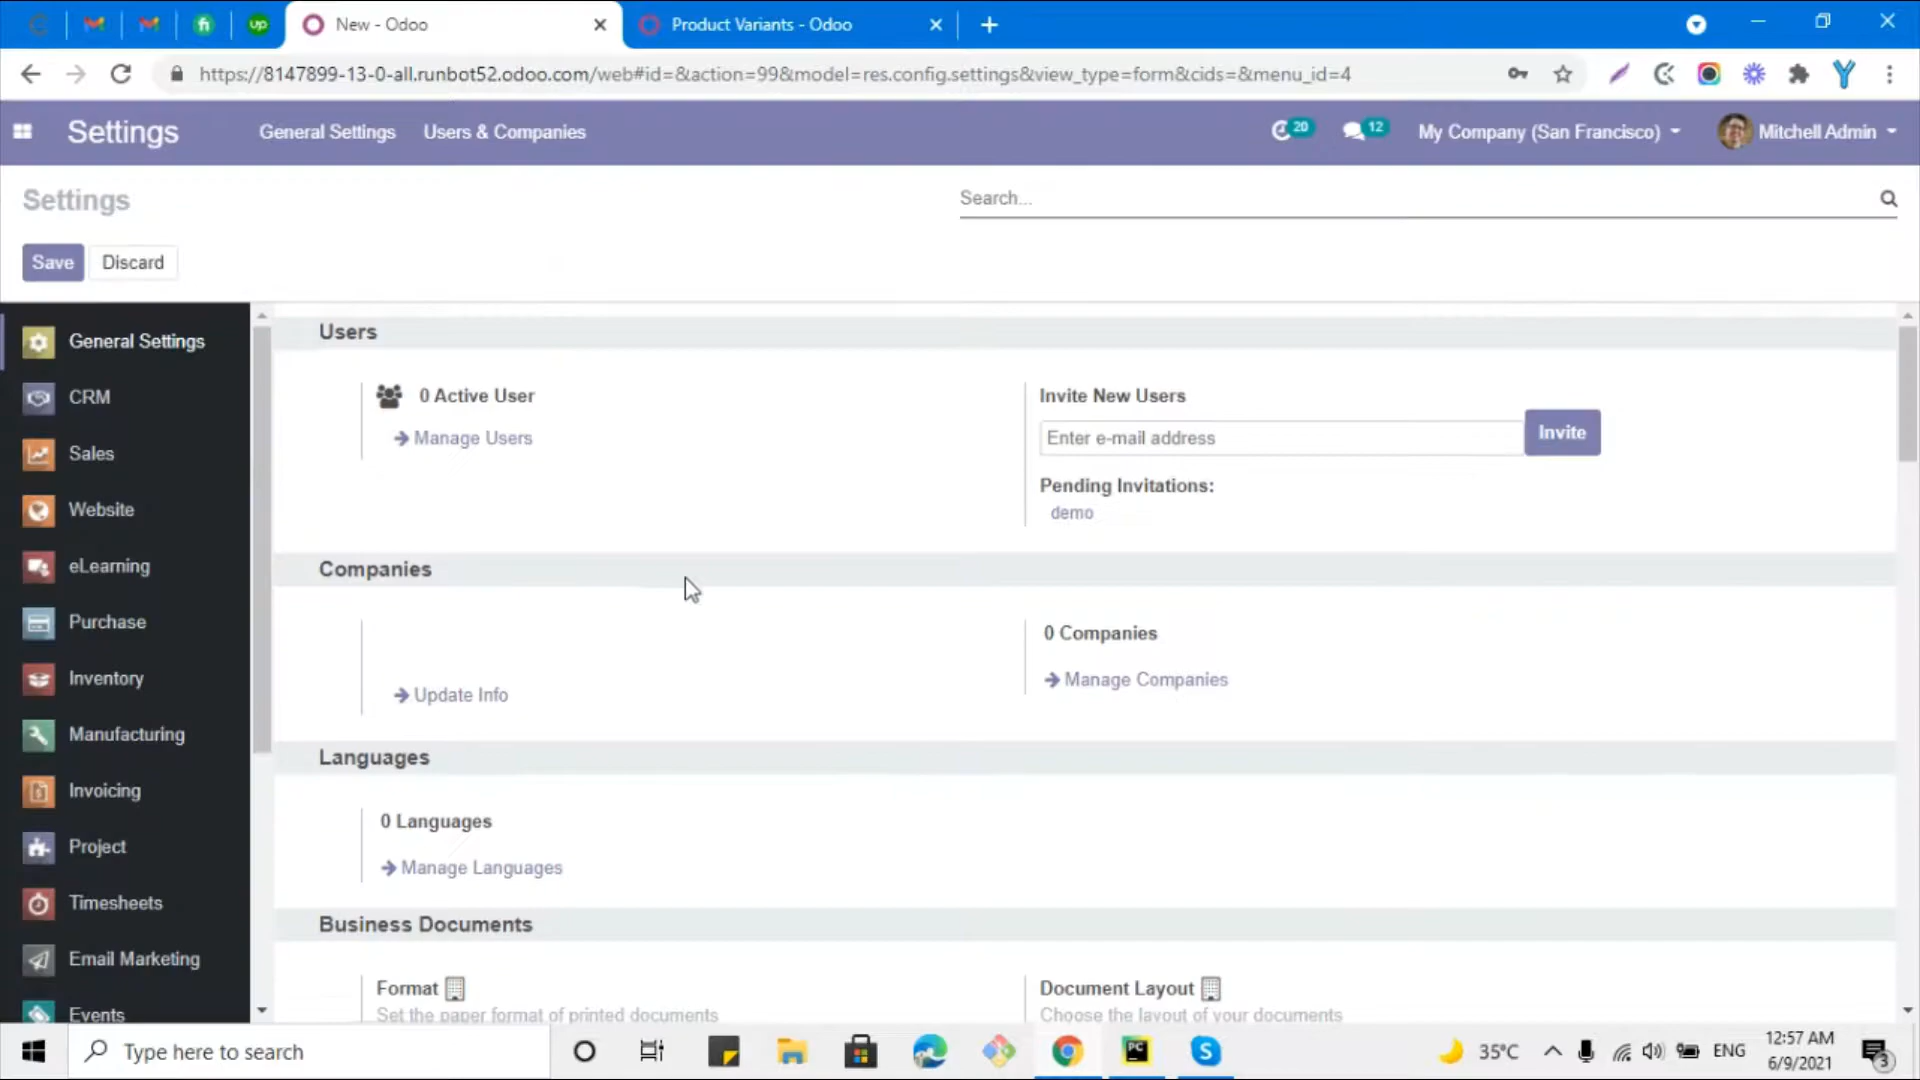 New - Odoo
Product Variants - Odoo
up
https://8147899-13-0-all.runbot52.odoo.com/web#id=&action=99&model=res.config.settings&view_type=form&cids=&menu_id=4
Settings
General Settings
Users & Companies
20
12
My Company (San Francisco)
Mitchell Admin
Settings
Search...
Save
Discard
General Settings
CRM
Sales
Website
eLearning
Purchase
Inventory
Manufacturing
Invoicing
Project
Timesheets
Email Marketing
Events
Users
0 Active User
Manage Users
Invite New Users
Enter e-mail address
Invite
Pending Invitations:
demo
Companies
Update Info
0 Companies
Manage Companies
Languages
0 Languages
Manage Languages
Business Documents
Format
Set the paper format of printed documents
Document Layout
Choose the layout of your documents
Type here to search
PC
S
35°C
ENG
12:57 AM
6/9/2021
3